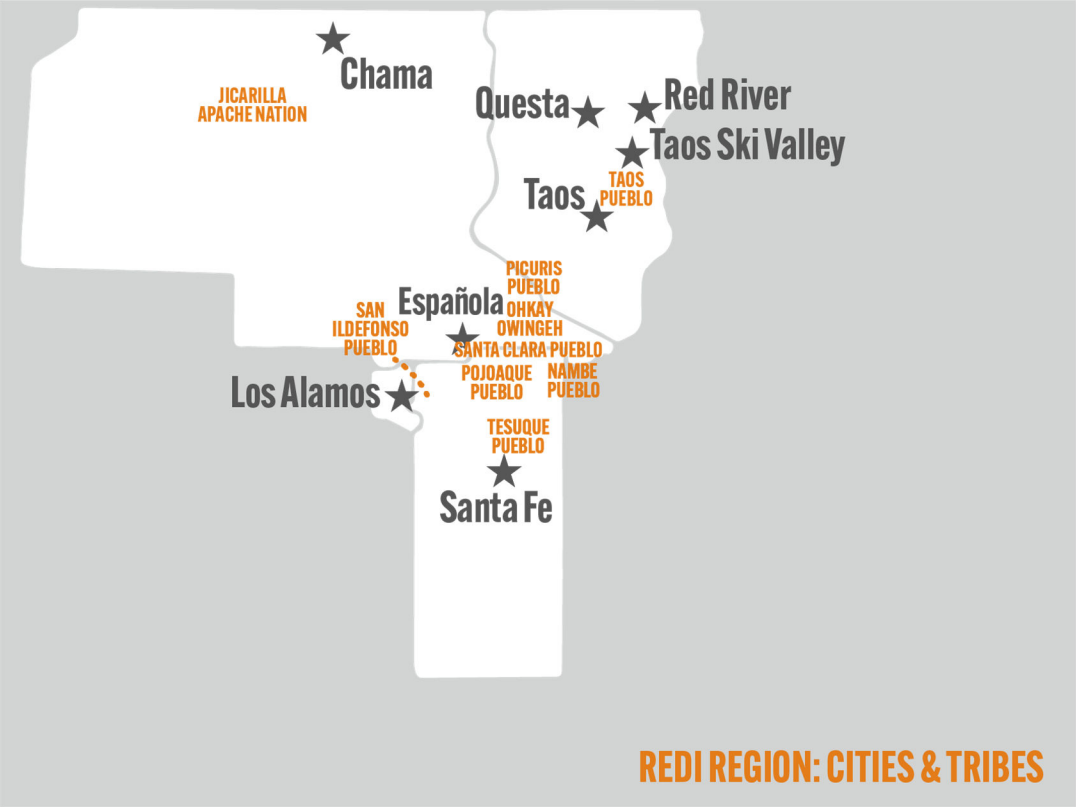 Chama
JICARILLA
APACHE NATION
Questa
Red River
Taos Ski Valley
TAOS
PUEBLO
Taos
PICURIS
PUEBLO
Española
OHKAY
OWINGEH
SAN
ILDEFONSO
PUEBLO
SANTA CLARA PUEBLO
POJOAQUE
PUEBLO
NAMBE
PUEBLO
Los Alamos
TESUQUE
PUEBLO
Santa Fe
REDI REGION: CITIES & TRIBES